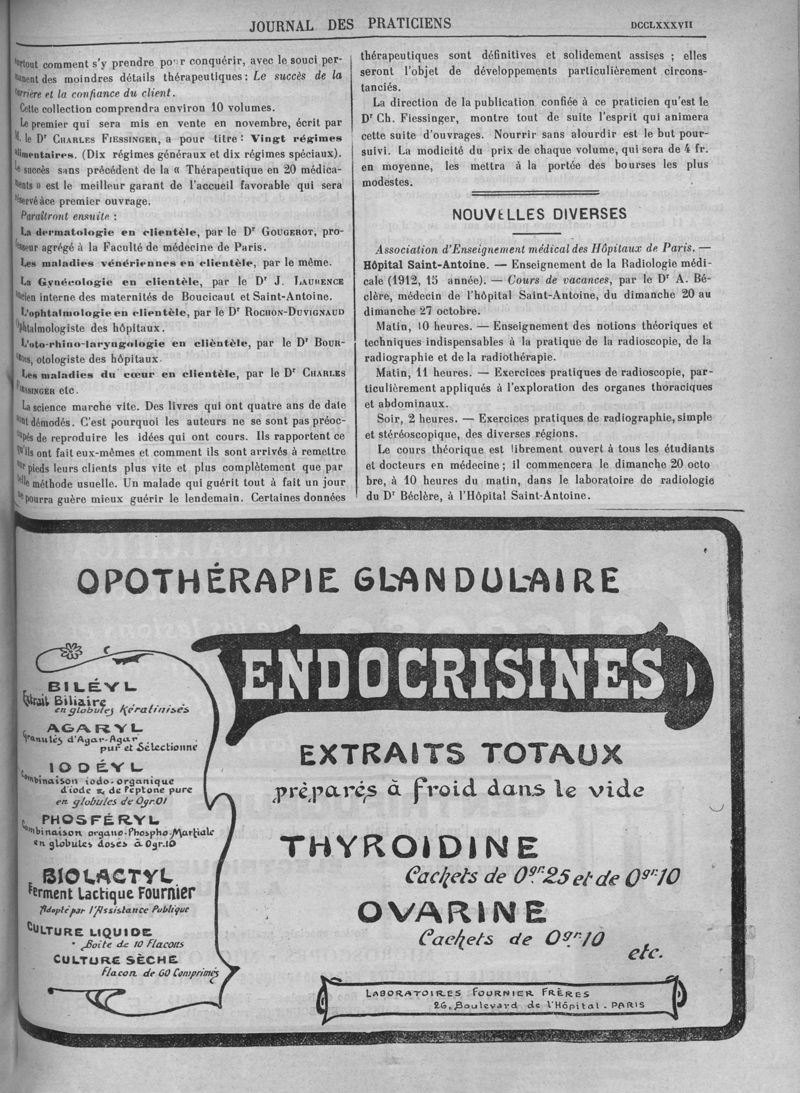 JOURNAL DES PRATICIENS
DCCLXXXVII
comment s'y prendre pour conquérir, avec le souci per-
des moindres détails thérapeutiques : Le succès de la
et la confiance du client.
Cette collection comprendra environ 10 volumes.
Le premier qui sera mis en vente en novembre, écrit par
le Dr CHARLES FIESSINGER, a pour titre : Vingt régimes
alimentaires. (Dix régimes généraux et dix régimes spéciaux).
succès sans précédent de la « Thérapeutique en 20 médica-
» est le meilleur garant de l'accueil favorable qui sera
à ce premier ouvrage.
Paraîtront ensuite :
La dermatologie en clientèle, par le Dr GOUGEROT, pro-
agrégé à la Faculté de médecine de Paris.
Les maladies vénériennes en clientèle, par le même.
La Gynécologie en clientèle, par le Dr J. LAURENCE
interne des maternités de Boucicaut et Saint-Antoine.
L'ophtalmologie en clientèle, par le Dr ROCHON-DUVIGNAUD
Ophtalmologiste des hôpitaux.
L'oto-rhino-laryngologie en clièntèle, par le Dr BOUR-
otologiste des hôpitaux.
Les maladies du cœur en clientèle, par le Dr CHARLES
FIESSINGER etc.
La science marche vite. Des livres qui ont quatre ans de date
démodés. C'est pourquoi les auteurs ne se sont pas préoc-
de reproduire les idées qui ont cours. Ils rapportent ce
qu'ils ont fait eux-mêmes et comment ils sont arrivés à remettre
pieds leurs clients plus vite et plus complètement que par
méthode usuelle. Un malade qui guérit tout à fait un jour
ne pourra guère mieux guérir le lendemain. Certaines données
thérapeutiques sont définitives et solidement assises ; elles
seront l'objet de développements particulièrement circons-
tanciés.
La direction de la publication confiée à ce praticien qu'est le
Dr Ch. Fiessinger, montre tout de suite l'esprit qui animera
cette suite d'ouvrages. Nourrir sans alourdir est le but pour-
suivi. La modicité du prix de chaque volume, qui sera de 4 fr.
en moyenne, les mettra à la portée des bourses les plus
modestes.
NOUVELLES DIVERSES
Association d'Enseignement médical des Hôpitaux de Paris. —
Hôpital Saint-Antoine. — Enseignement de la Radiologie médi-
cale (1912, 15 année). — Cours de vacances, par le Dr A. Bé-
clère, médecin de l'hôpital Saint-Antoine, du dimanche 20 au
dimanche 27 octobre.
Matin, 10 heures. — Enseignement des notions théoriques et
techniques indispensables à la pratique de la radioscopie, de la
radiographie et de la radiothérapie.
Matin, 11 heures. — Exercices pratiques de radioscopie, par-
ticulièrement appliqués à l'exploration des organes thoraciques
et abdominaux.
Soir, 2 heures. — Exercices pratiques de radiographie, simple
et stéréoscopique, des diverses régions.
Le cours théorique est librement ouvert à tous les étudiants
et docteurs en médecine ; il commencera le dimanche 20 octo
bre, à 10 heures du matin, dans le laboratoire de radiologie
du Dr Béclère, à l'Hôpital Saint-Antoine.
OPOTHÉRAPIE GLANDULAIRE
ENDOCRISINES
BILÉYL
Extrait Biliaire
en globules Kératinisés
AGARYL
Granulés d'Agar-Agar
pur et Sélectionné
IODÉYL
Combinaison iodo-organique
d'iode & de Peptone pure
en globules de 0gr.01
PHOSFÉRYL
Combinaison organo-Phospho-Martiale
en globules dosés à 0gr.10
BIOLACTYL
Ferment Lactique Fournier
Adopté par l'Assistance Publique
CULTURE LIQUIDE
Boîte de 10 Flacons
CULTURE SÈCHE
Flacon de 60 Comprimés
EXTRAITS TOTAUX
préparés à froid dans le vide
THYROIDINE
Cachets de 0gr.25 et de 0gr.10
OVARINE
Cachets de 0gr.10
etc.
LABORATOIRES FOURNIER FRÈRES
26, Boulevard de l'Hôpital - PARIS